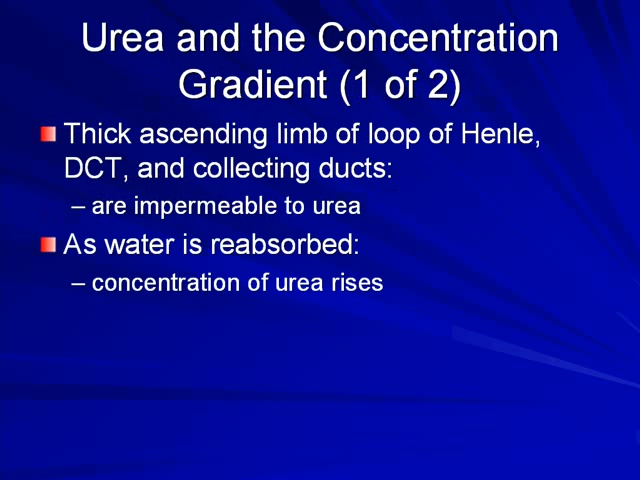 Urea and the Concentration
Gradient (1 of 2)
Thick ascending limb of loop of Henle,
DCT, and collecting ducts:
– are impermeable to urea
As water is reabsorbed:
– concentration of urea rises